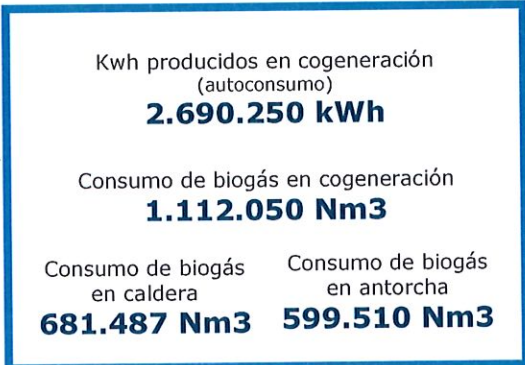 Kwh producidos en cogeneración
(autoconsumo)
2.690.250 kWh
Consumo de biogás en cogeneración
1.112.050 Nm3
Consumo de biogás
en caldera
681.487 Nm3
Consumo de biogás
en antorcha
599.510 Nm3